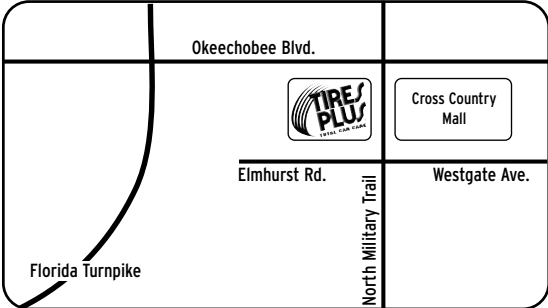 Okeechobee Blvd.
TIRES
PLUS
TOTAL CAR CARE
Cross Country
Mall
Elmhurst Rd.
Westgate Ave.
North Military Trail
Florida Turnpike